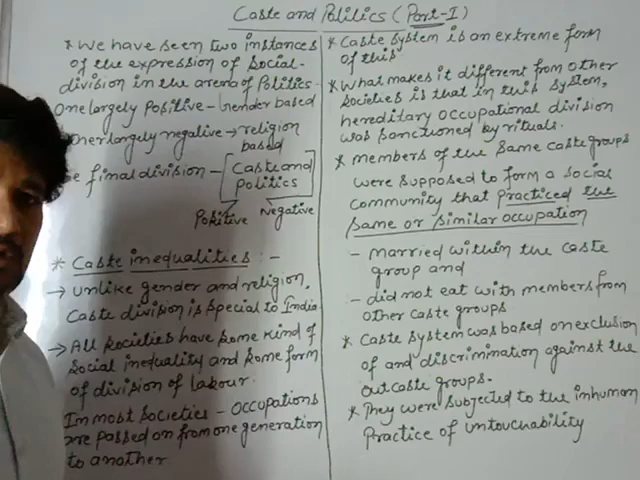 Caste and Politics (Part-I)
* We have seen two instances
of the expression of social
division in the arena of Politics.
One largely positive - Gender based
largely negative → religion
based
final division - Caste and
Politics
Positive Negative
* Caste inequalities : -
→ unlike gender and religion,
Caste division is special to India
→ All societies have some kind of
social inequality and some form
of division of labour.
In most societies - occupations
are passed on from one generation
to another
* Caste system is an extreme form
of this
* What makes it different from other
societies is that in this system,
hereditary occupational division
was sanctioned by rituals.
* members of the same caste groups
were supposed to form a social
community that practiced the
same or similar occupation
- married within the caste
group and
- did not eat with members from
other caste groups
* Caste system was based on exclusion
of and discrimination against the
outcaste groups.
* They were subjected to the inhuman
Practice of untouchability